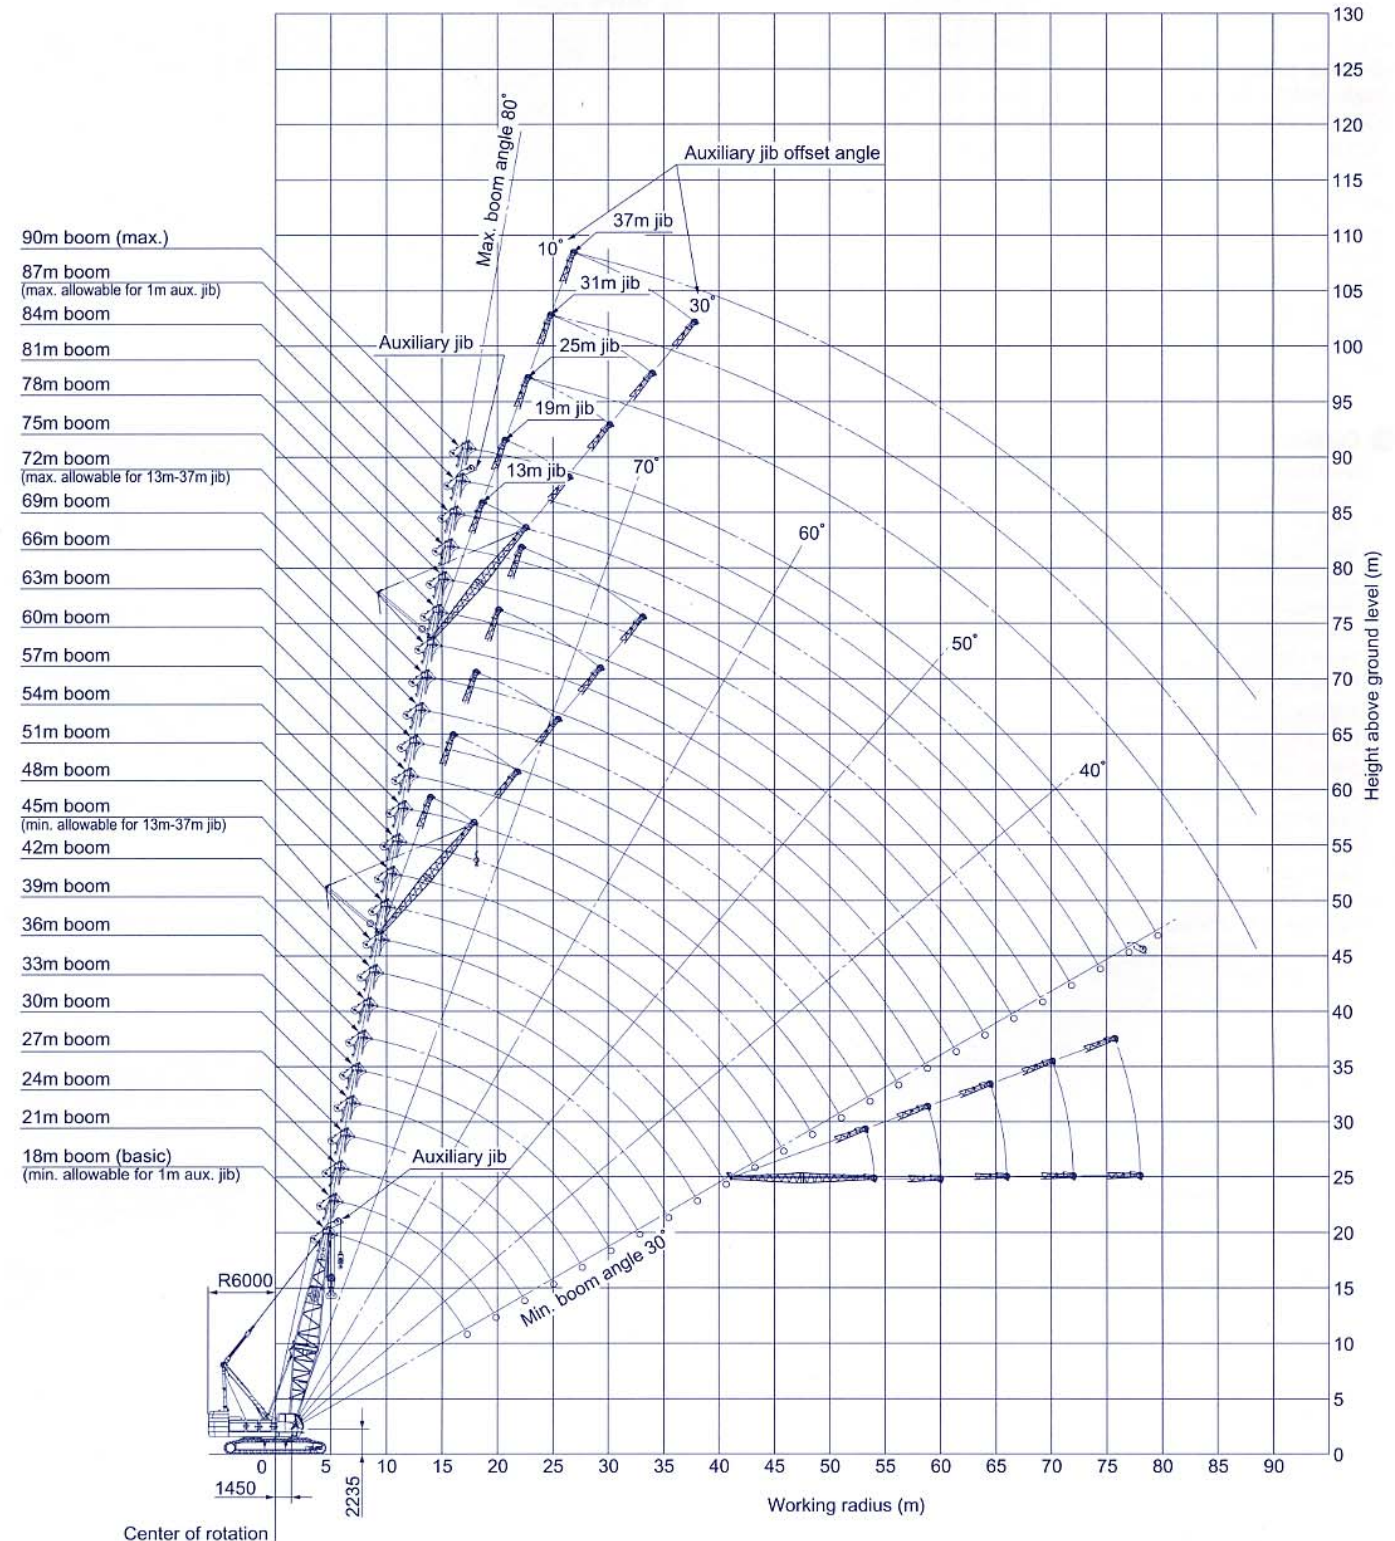 130
125
120
115
110
105
100
95
90
85
80
75
70
65
60
55
50
45
40
35
30
25
20
15
10
5
0
Height above ground level (m)
Max. boom angle 80°
Auxiliary jib offset angle
37m jib
10°
31m jib
30°
Auxiliary jib
25m jib
19m jib
13m jib
70°
60°
50°
40°
90m boom (max.)
87m boom
(max. allowable for 1m aux. jib)
84m boom
81m boom
78m boom
75m boom
72m boom
(max. allowable for 13m-37m jib)
69m boom
66m boom
63m boom
60m boom
57m boom
54m boom
51m boom
48m boom
45m boom
(min. allowable for 13m-37m jib)
42m boom
39m boom
36m boom
33m boom
30m boom
27m boom
24m boom
21m boom
18m boom (basic)
(min. allowable for 1m aux. jib)
Auxiliary jib
Min. boom angle 30°
R6000
0 5 10 15 20 25 30 35 40 45 50 55 60 65 70 75 80 85 90
1450
2235
Working radius (m)
Center of rotation